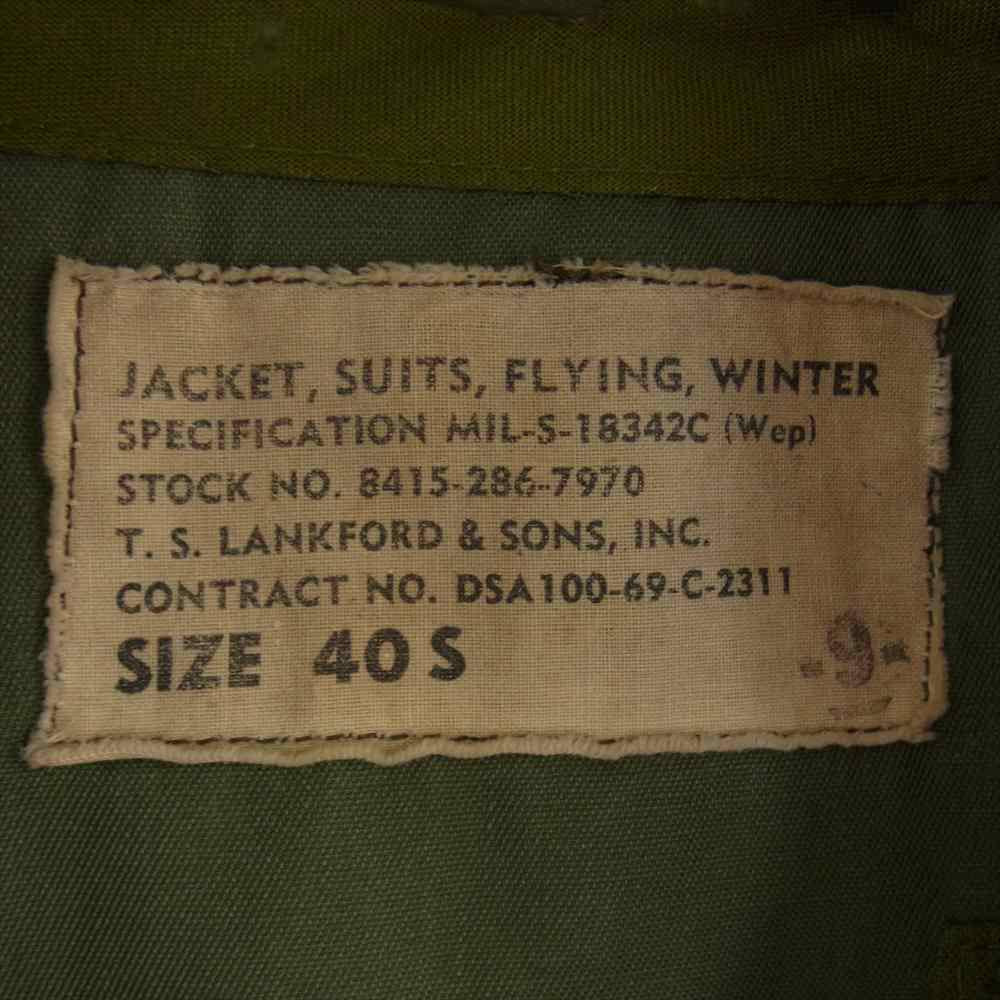 JACKET, SUITS, FLYING, WINTER
SPECIFICATION MIL-S-18342C (Wep)
STOCK NO. 8415-286-7970
T. S. LANKFORD & SONS, INC.
CONTRACT NO. DSA100-69-C-2311
SIZE 40 S
9